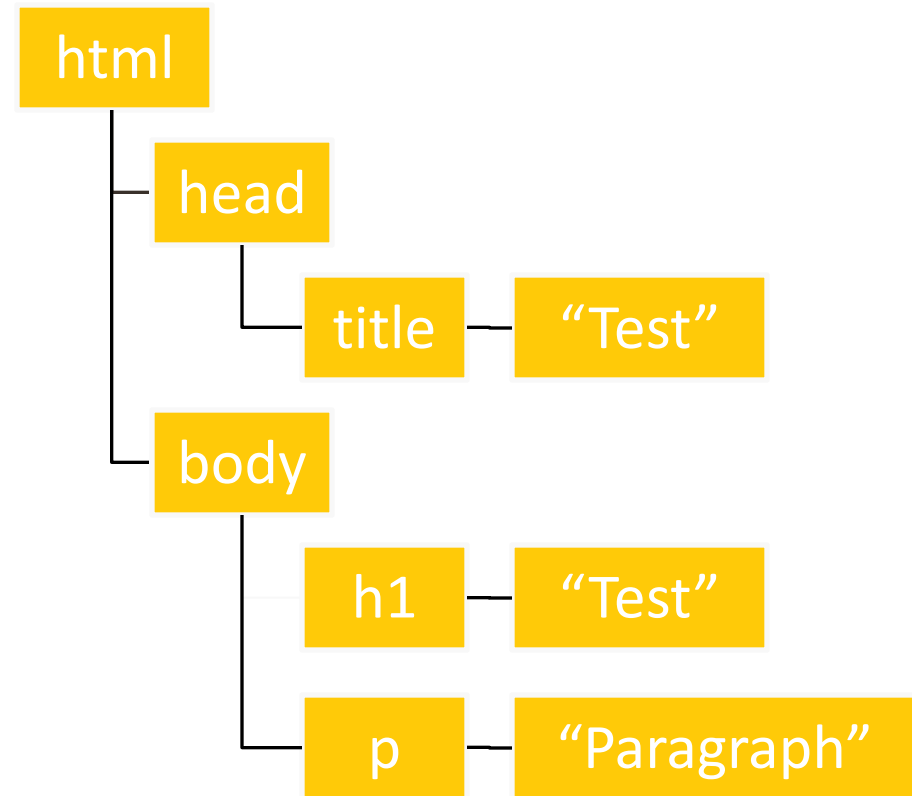 html
head
title
“Test”
body
h1
“Test”
p
“Paragraph”